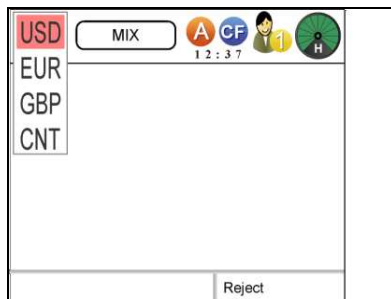 USD MIX A CF 1 H
12:37
EUR
GBP
CNT
Reject